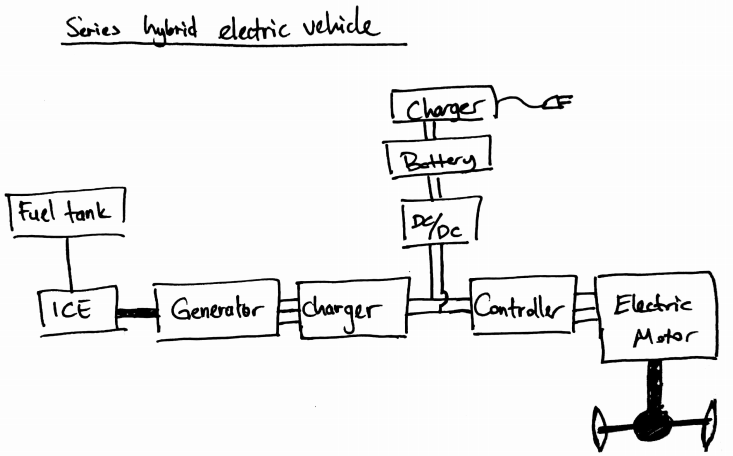 Series hybrid electric vehicle
Charger
Battery
DC/DC
Fuel tank
ICE
Generator
Charger
Controller
Electric
Motor